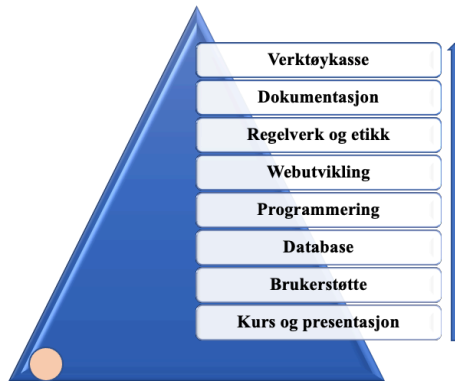 Verktøykasse
Dokumentasjon
Regelverk og etikk
Webutvikling
Programmering
Database
Brukerstøtte
Kurs og presentasjon